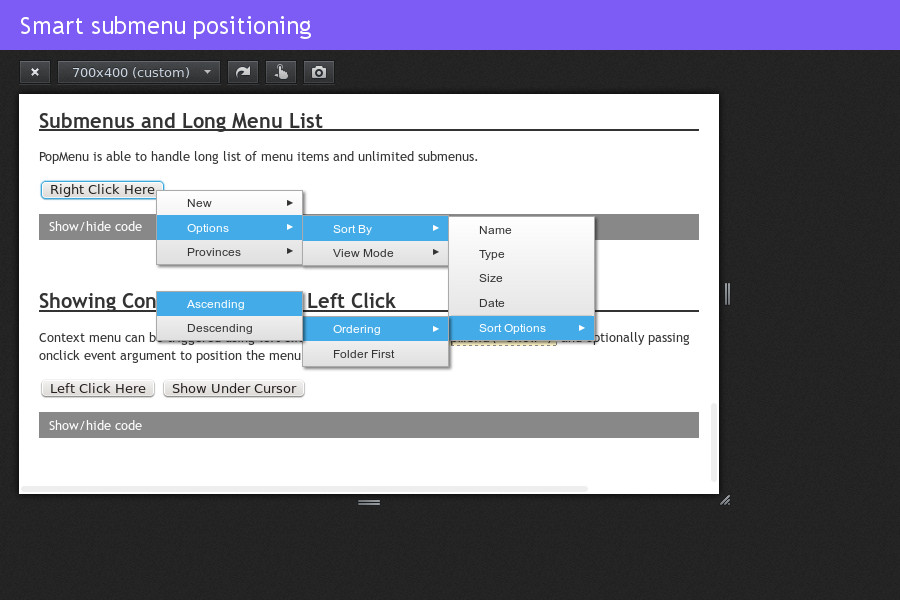 Smart submenu positioning
× 700x400 (custom)
Submenus and Long Menu List
PopMenu is able to handle long list of menu items and unlimited submenus.
Right Click Here
New
Options
Provinces
Sort By
View Mode
Name
Type
Size
Date
Sort Options
Ordering
Folder First
Ascending
Descending
Show/hide code
Showing Con Left Click
Context menu can be optionally passing
onclick event argument to position the menu
Left Click Here Show Under Cursor
Show/hide code